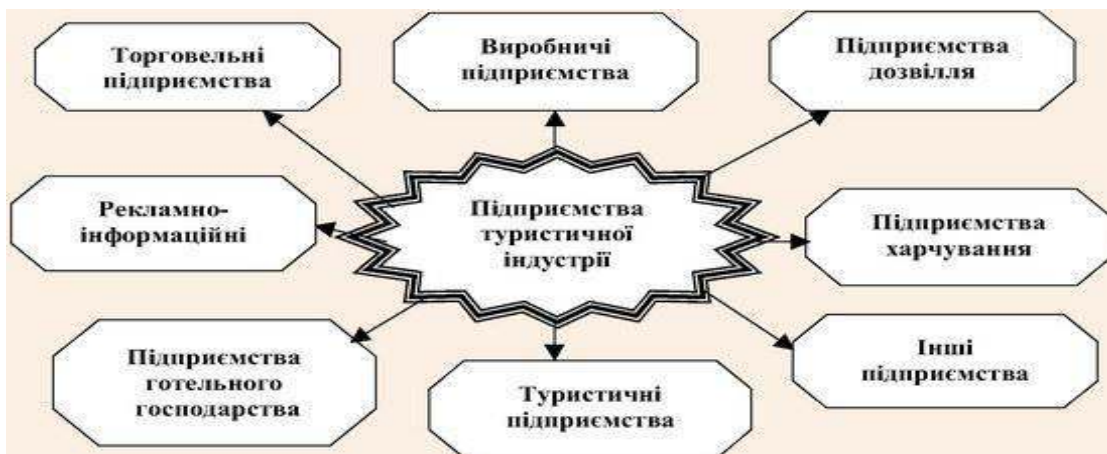 Торговельні
підприємства
Виробничі
підприємства
Підприємства
дозвілля
Рекламно-
інформаційні
Підприємства
туристичної
індустрії
Підприємства
харчування
Підприємства
готельного
господарства
Туристичні
підприємства
Інші
підприємства